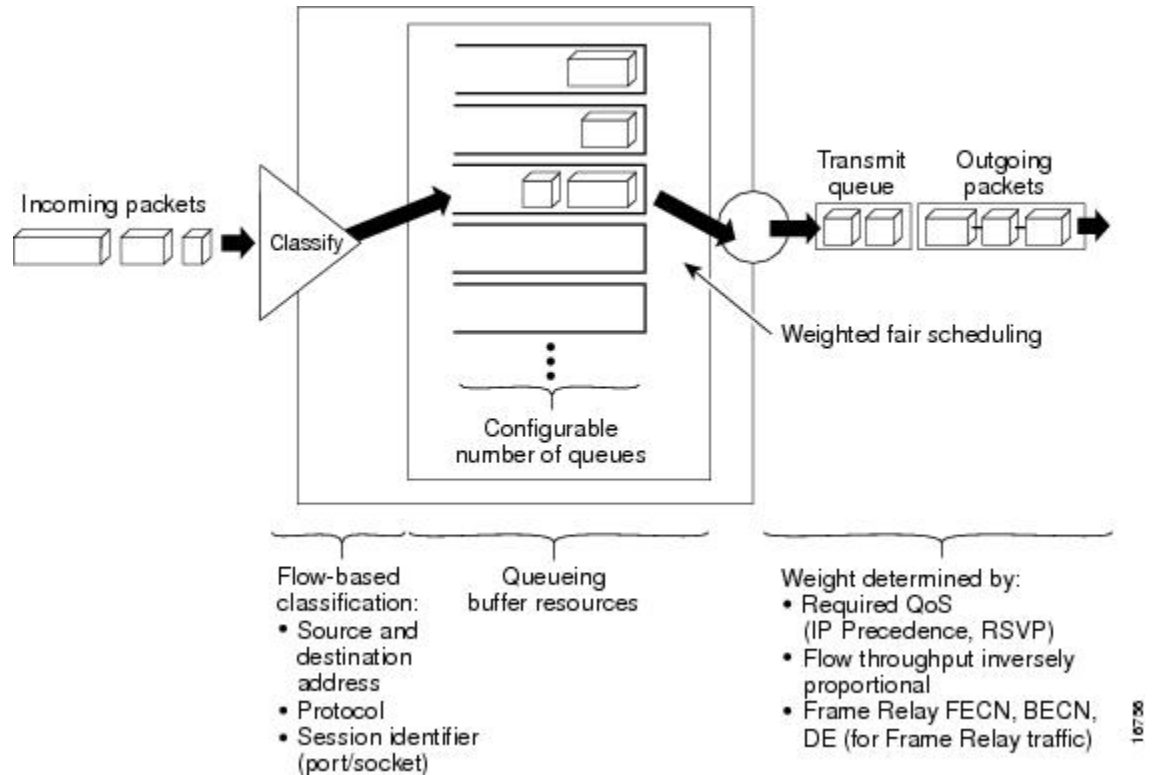 Incoming packets
Classify
Transmit
queue
Outgoing
packets
Weighted fair scheduling
Configurable
number of queues
Flow-based
classification:
• Source and
destination
address
• Protocol
• Session identifier
(port/socket)
Queueing
buffer resources
Weight determined by:
• Required QoS
(IP Precedence, RSVP)
• Flow throughput inversely
proportional
• Frame Relay FECN, BECN,
DE (for Frame Relay traffic)
16756